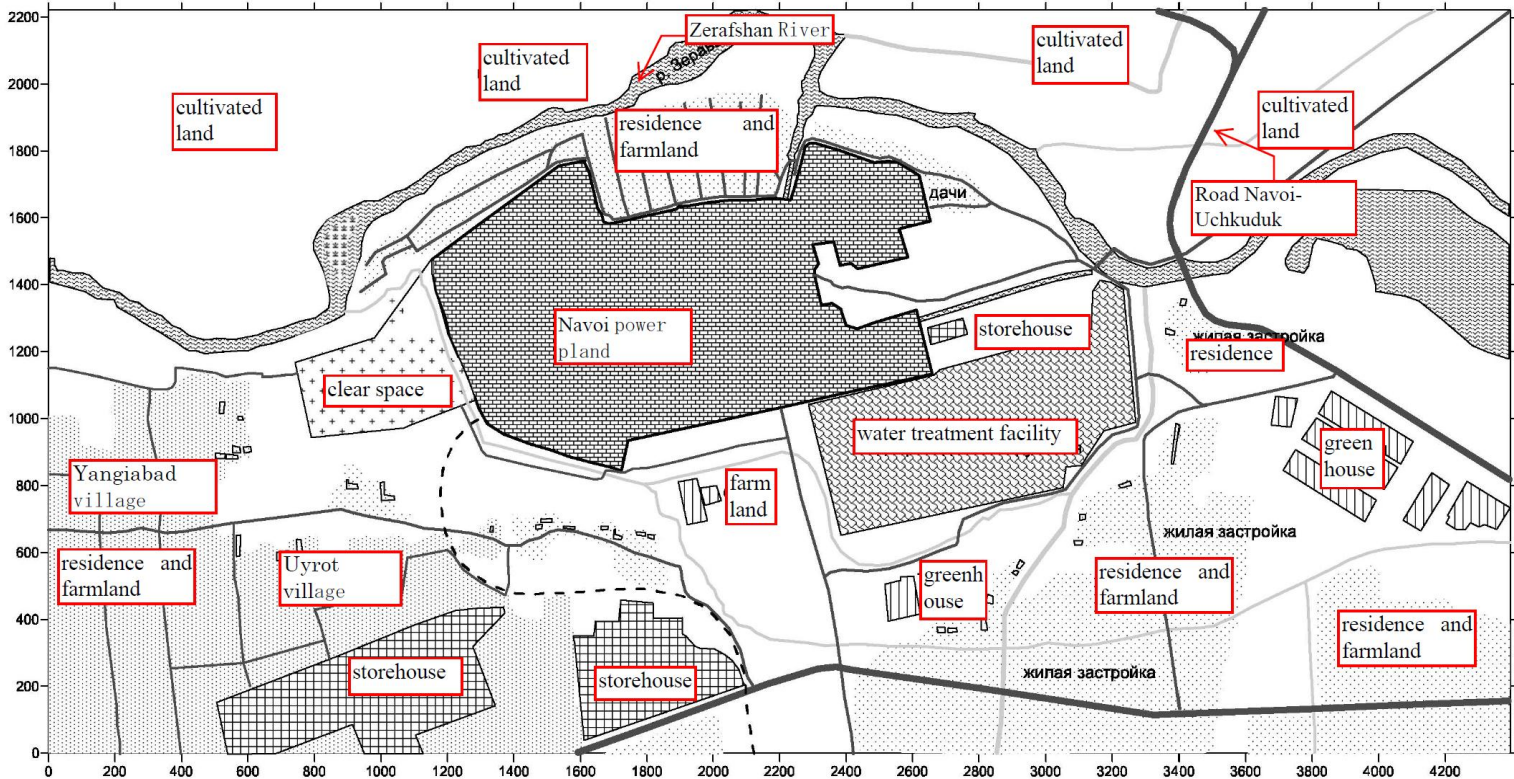 2200
2000
1800
1600
1400
1200
1000
800
600
400
200
0
Zerafshan River
cultivated
land
cultivated
land
cultivated
land
cultivated
land
residence and
farmland
дачи
Road Navoi-
Uchkuduk
Navoi power
pland
storehouse
жилая застройка
residence
clear space
water treatment facility
green
house
Yangiabad
village
farm
land
жилая застройка
residence and
farmland
Uyrot
village
greenh
ouse
residence and
farmland
residence and
farmland
storehouse
storehouse
жилая застройка
0 200 400 600 800 1000 1200 1400 1600 1800 2000 2200 2400 2600 2800 3000 3200 3400 3600 3800 4000 4200